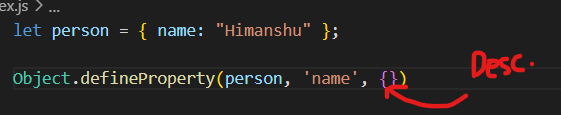 ex.js > ...
let person = { name: "Himanshu" };
Object.defineProperty(person, 'name', {})
Desc.